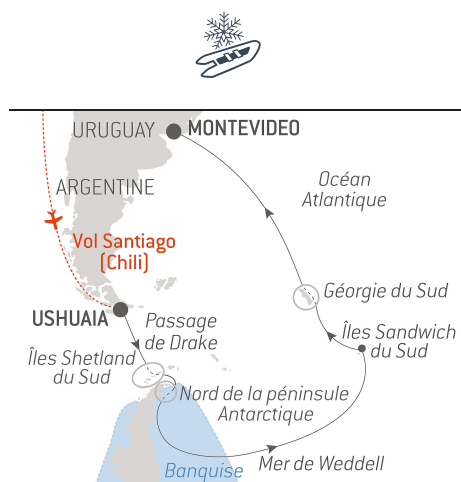 URUGUAY
MONTEVIDEO
Océan
Atlantique
ARGENTINE
Vol Santiago
(Chili)
Géorgie du Sud
USHUAIA
Passage
de Drake
Îles Sandwich
du Sud
Îles Shetland
du Sud
Nord de la péninsule
Antarctique
Banquise
Mer de Weddell